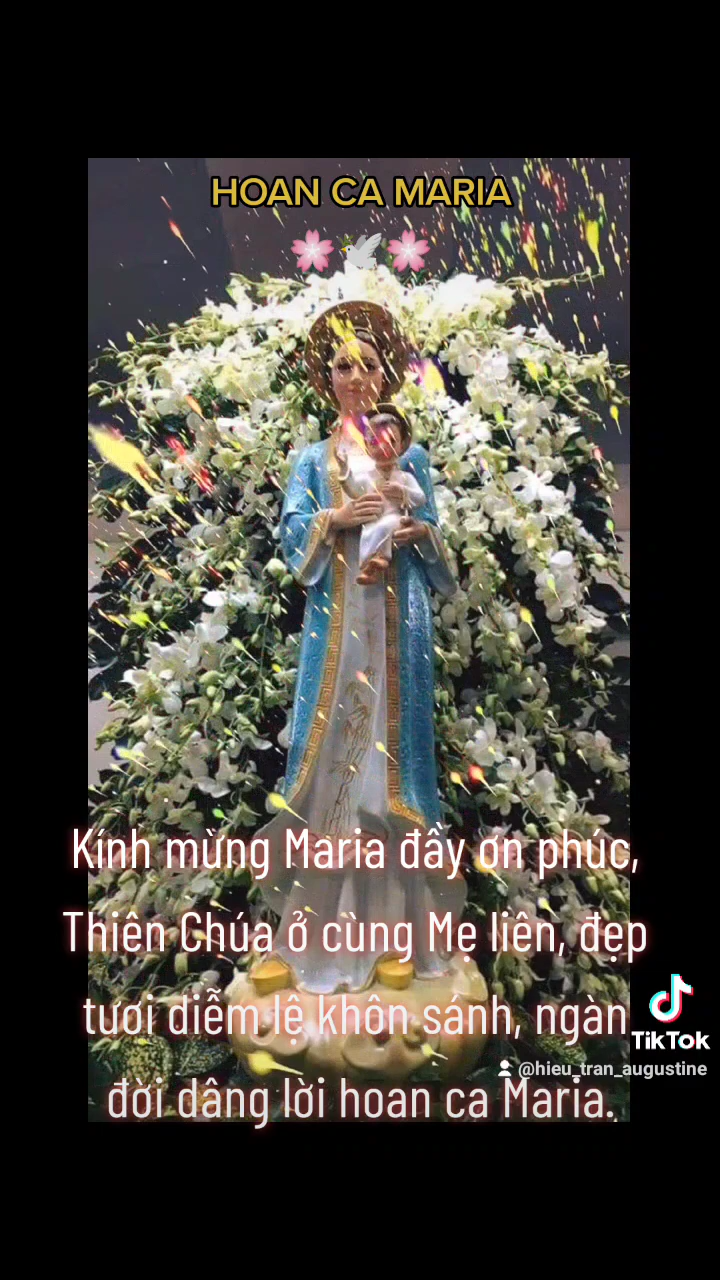 HOAN CA MARIA
Kính mừng Maria đầy ơn phúc,
Thiên Chúa ở cùng Mẹ liên, đẹp
tươi diễm lệ khôn sánh, ngàn
đời dâng lời hoan ca Maria.
TikTok
@hieu_tran_augustine